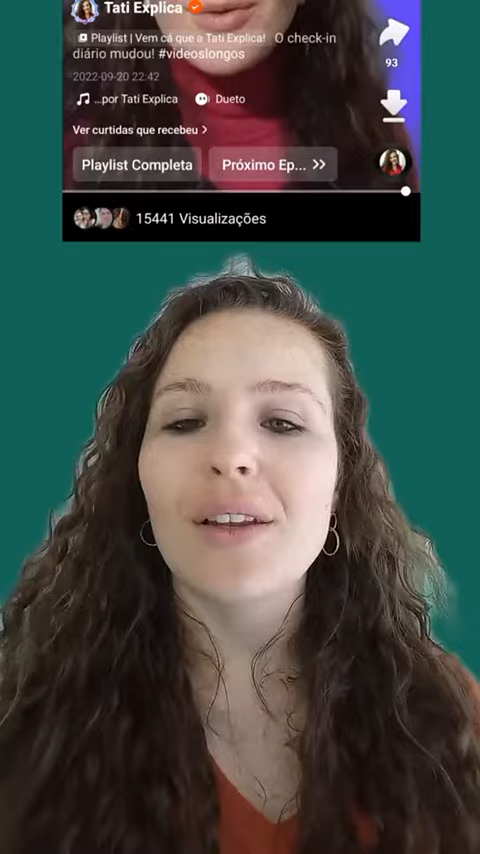 Tati Explica
Playlist | Vem cá que a Tati Explica! O check-in
diário mudou! #videoslongos
93
2022-09-20 22:42
...por Tati Explica Dueto
Ver curtidas que recebeu >
Playlist Completa Próximo Ep... >>
15441 Visualizações